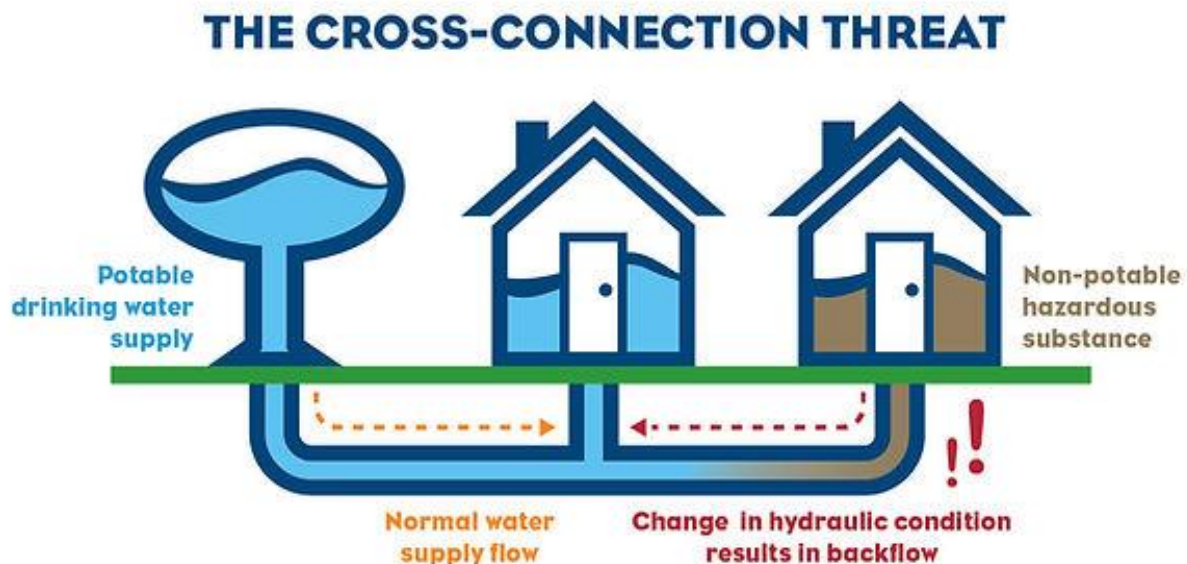 THE CROSS-CONNECTION THREAT
Potable
drinking water
supply
Non-potable
hazardous
substance
!!
Normal water
supply flow
Change in hydraulic condition
results in backflow